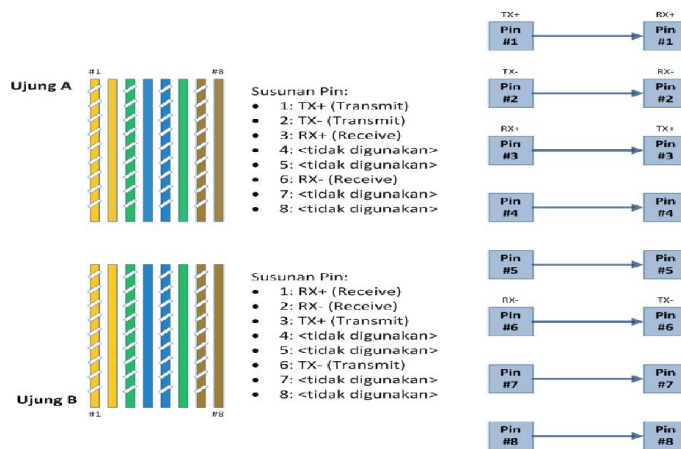 #1
#8
Ujung A
Susunan Pin:
1: TX+ (Transmit)
2: TX- (Transmit)
3: RX+ (Receive)
4: <tidak digunakan>
5: <tidak digunakan>
6: RX- (Receive)
7: <tidak digunakan>
8: <tidak digunakan>
Susunan Pin:
1: RX+ (Receive)
2: RX- (Receive)
3: TX+ (Transmit)
4: <tidak digunakan>
5: <tidak digunakan>
6: TX- (Transmit)
7: <tidak digunakan>
8: <tidak digunakan>
Ujung B
#1
#8
TX+
RX+
Pin
#1
Pin
#1
TX-
RX-
Pin
#2
Pin
#2
RX+
TX+
Pin
#3
Pin
#3
Pin
#4
Pin
#4
Pin
#5
Pin
#5
RX-
TX-
Pin
#6
Pin
#6
Pin
#7
Pin
#7
Pin
#8
Pin
#8